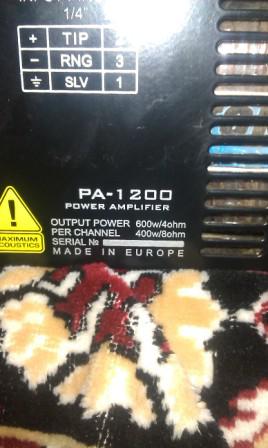 1/4"
+ TIP
− RNG 3
SLV 1
PA-1200
POWER AMPLIFIER
OUTPUT POWER 600w/4ohm
PER CHANNEL 400w/8ohm
SERIAL №
MADE IN EUROPE
!
MAXIMUM
ACOUSTICS